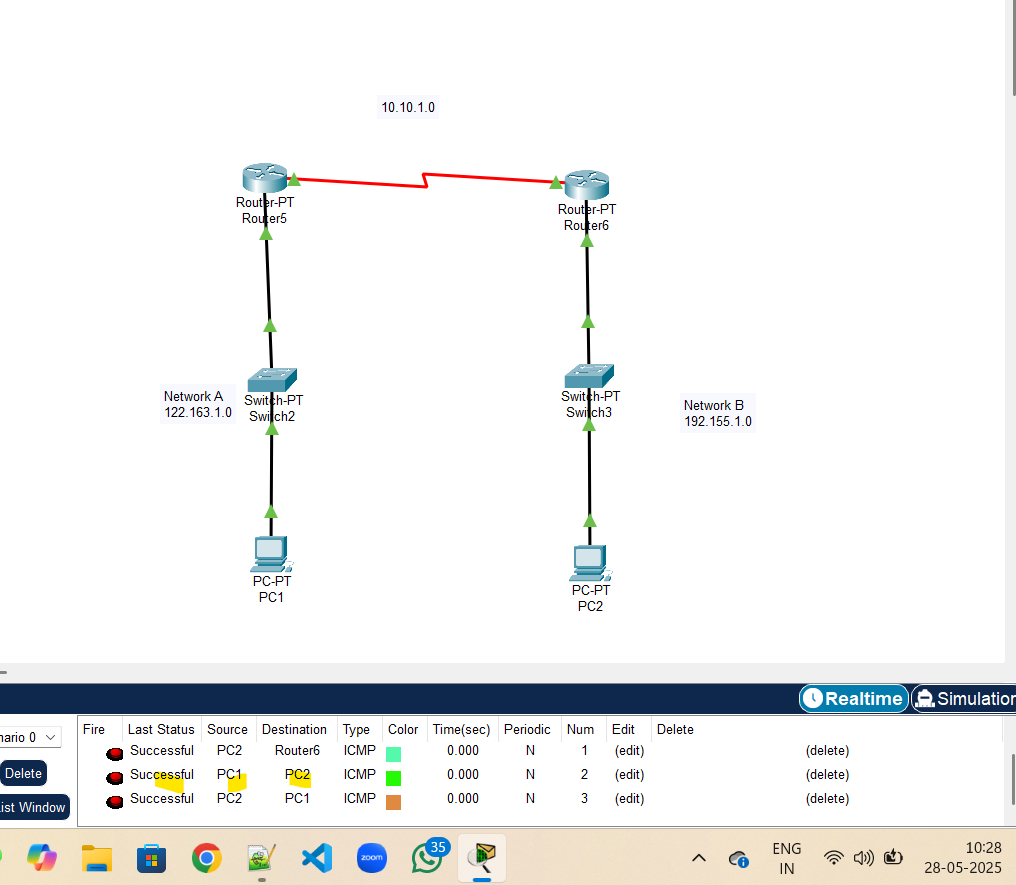 10.10.1.0
Router-PT
Router5
Router-PT
Router6
Network A
122.163.1.0
Switch-PT
Switch2
Switch-PT
Switch3
Network B
192.155.1.0
PC-PT
PC1
PC-PT
PC2
Realtime
Simulation
nario 0
Delete
ist Window
Fire Last Status Source Destination Type Color Time(sec) Periodic Num Edit Delete
Successful PC2 Router6 ICMP 0.000 N 1 (edit) (delete)
Successful PC1 PC2 ICMP 0.000 N 2 (edit) (delete)
Successful PC2 PC1 ICMP 0.000 N 3 (edit) (delete)
zoom
35
ENG
IN
10:28
28-05-2025